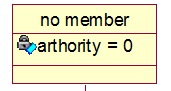 no member
arthority = 0